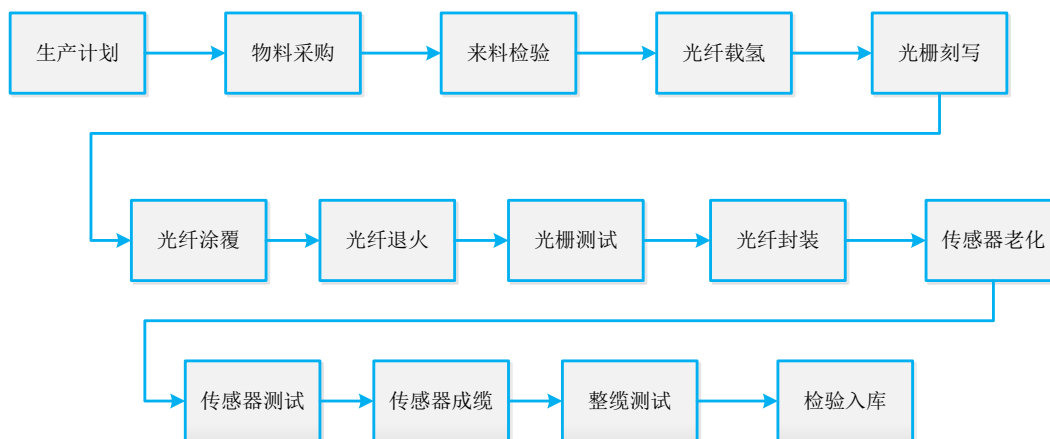 生产计划
物料采购
来料检验
光纤载氢
光栅刻写
光纤涂覆
光纤退火
光栅测试
光纤封装
传感器老化
传感器测试
传感器成缆
整缆测试
检验入库